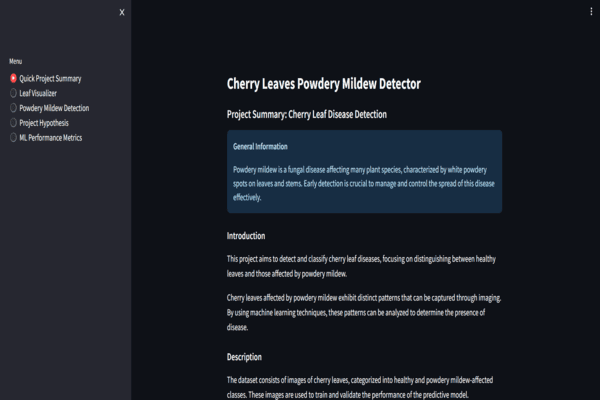 X
Menu
Quick Project Summary
Leaf Visualizer
Powdery Mildew Detection
Project Hypothesis
ML Performance Metrics
Cherry Leaves Powdery Mildew Detector
Project Summary: Cherry Leaf Disease Detection
General Information
Powdery mildew is a fungal disease affecting many plant species, characterized by white powdery
spots on leaves and stems. Early detection is crucial to manage and control the spread of this disease
effectively.
Introduction
This project aims to detect and classify cherry leaf diseases, focusing on distinguishing between healthy
leaves and those affected by powdery mildew.
Cherry leaves affected by powdery mildew exhibit distinct patterns that can be captured through imaging.
By using machine learning techniques, these patterns can be analyzed to determine the presence of
disease.
Description
The dataset consists of images of cherry leaves, categorized into healthy and powdery mildew-affected
classes. These images are used to train and validate the performance of the predictive model.